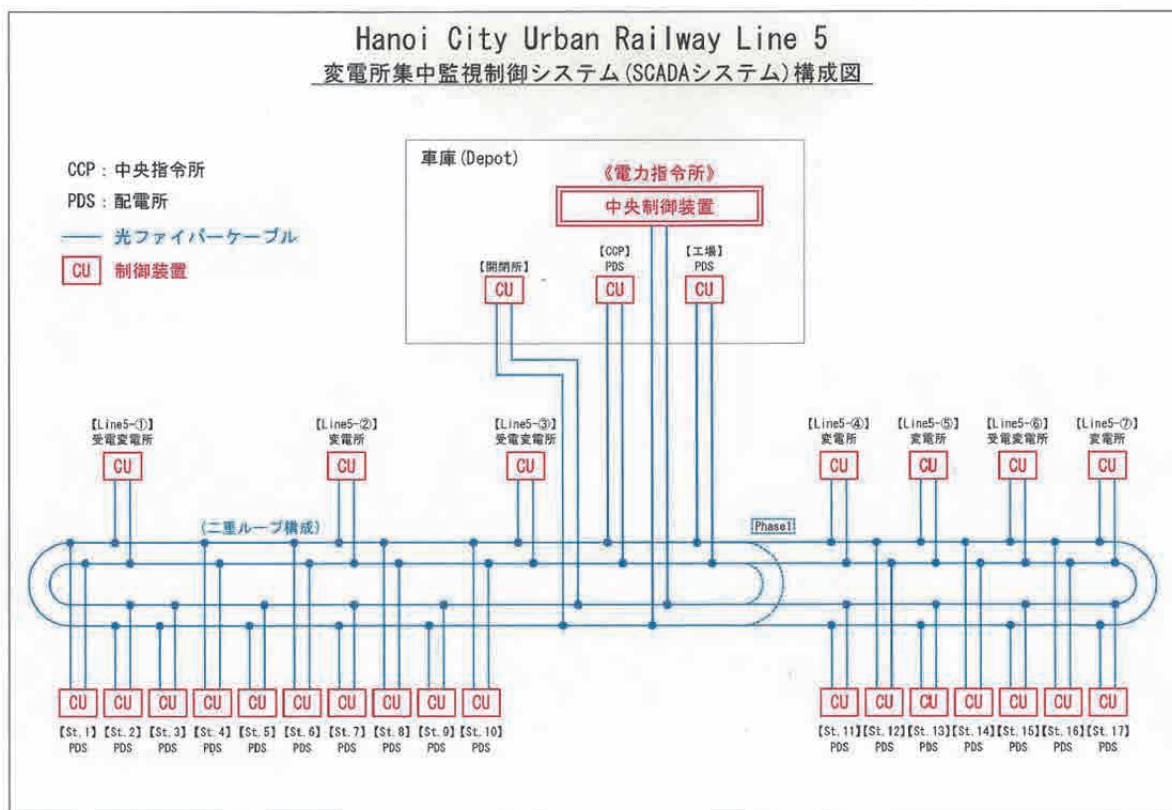 Hanoi City Urban Railway Line 5
変電所集中監視制御システム(SCADAシステム)構成図
CCP : 中央指令所
PDS : 配電所
光ファイバーケーブル
CU 制御装置
車庫(Depot)
《電力指令所》
中央制御装置
【開閉所】
CU
【CCP】
PDS
CU
【工場】
PDS
CU
【Line5-①】
受電変電所
CU
【Line5-②】
変電所
CU
【Line5-③】
受電変電所
CU
【Line5-④】
変電所
CU
【Line5-⑤】
変電所
CU
【Line5-⑥】
受電変電所
CU
【Line5-⑦】
変電所
CU
(二重ループ構成)
Phase1
CU
【St. 1】
PDS
CU
【St. 2】
PDS
CU
【St. 3】
PDS
CU
【St. 4】
PDS
CU
【St. 5】
PDS
CU
【St. 6】
PDS
CU
【St. 7】
PDS
CU
【St. 8】
PDS
CU
【St. 9】
PDS
CU
【St. 10】
PDS
CU
【St. 11】
PDS
CU
【St. 12】
PDS
CU
【St. 13】
PDS
CU
【St. 14】
PDS
CU
【St. 15】
PDS
CU
【St. 16】
PDS
CU
【St. 17】
PDS